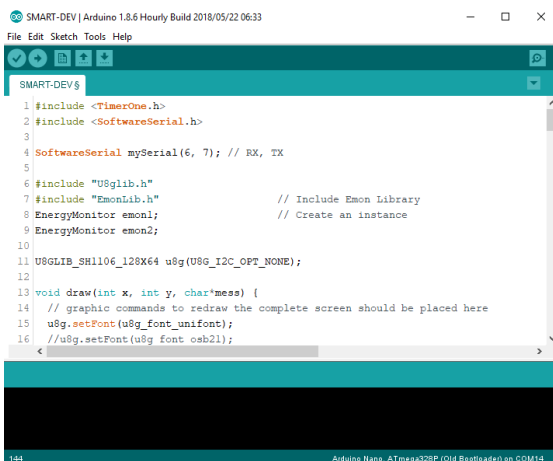 SMART-DEV | Arduino 1.8.6 Hourly Build 2018/05/22 06:33
File Edit Sketch Tools Help
SMART-DEV §
1 #include <TimerOne.h>
2 #include <SoftwareSerial.h>
3
4 SoftwareSerial mySerial(6, 7); // RX, TX
5
6 #include "U8glib.h"
7 #include "EmonLib.h" // Include Emon Library
8 EnergyMonitor emon1; // Create an instance
9 EnergyMonitor emon2;
10
11 U8GLIB_SH1106_128X64 u8g(U8G_I2C_OPT_NONE);
12
13 void draw(int x, int y, char*mess) {
14 // graphic commands to redraw the complete screen should be placed here
15 u8g.setFont(u8g_font_unifont);
16 //u8g.setFont(u8g_font_osb21);
144 Arduino Nano, ATmega328P (Old Bootloader) on COM14